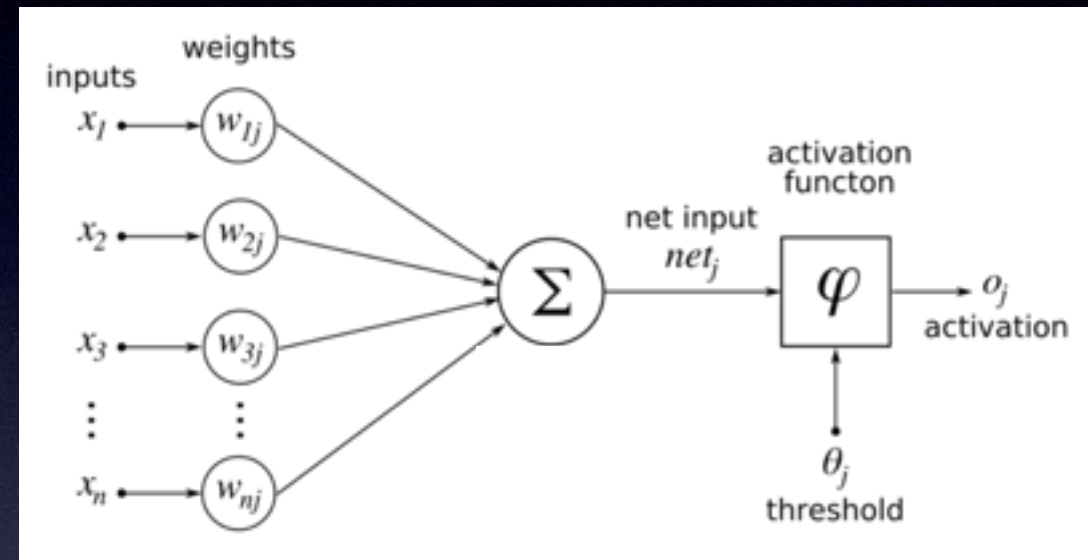 weights
inputs
x1
w1j
activation
functon
x2
w2j
net input
netj
Σ
φ
oj
activation
x3
w3j
θj
threshold
xn
wnj